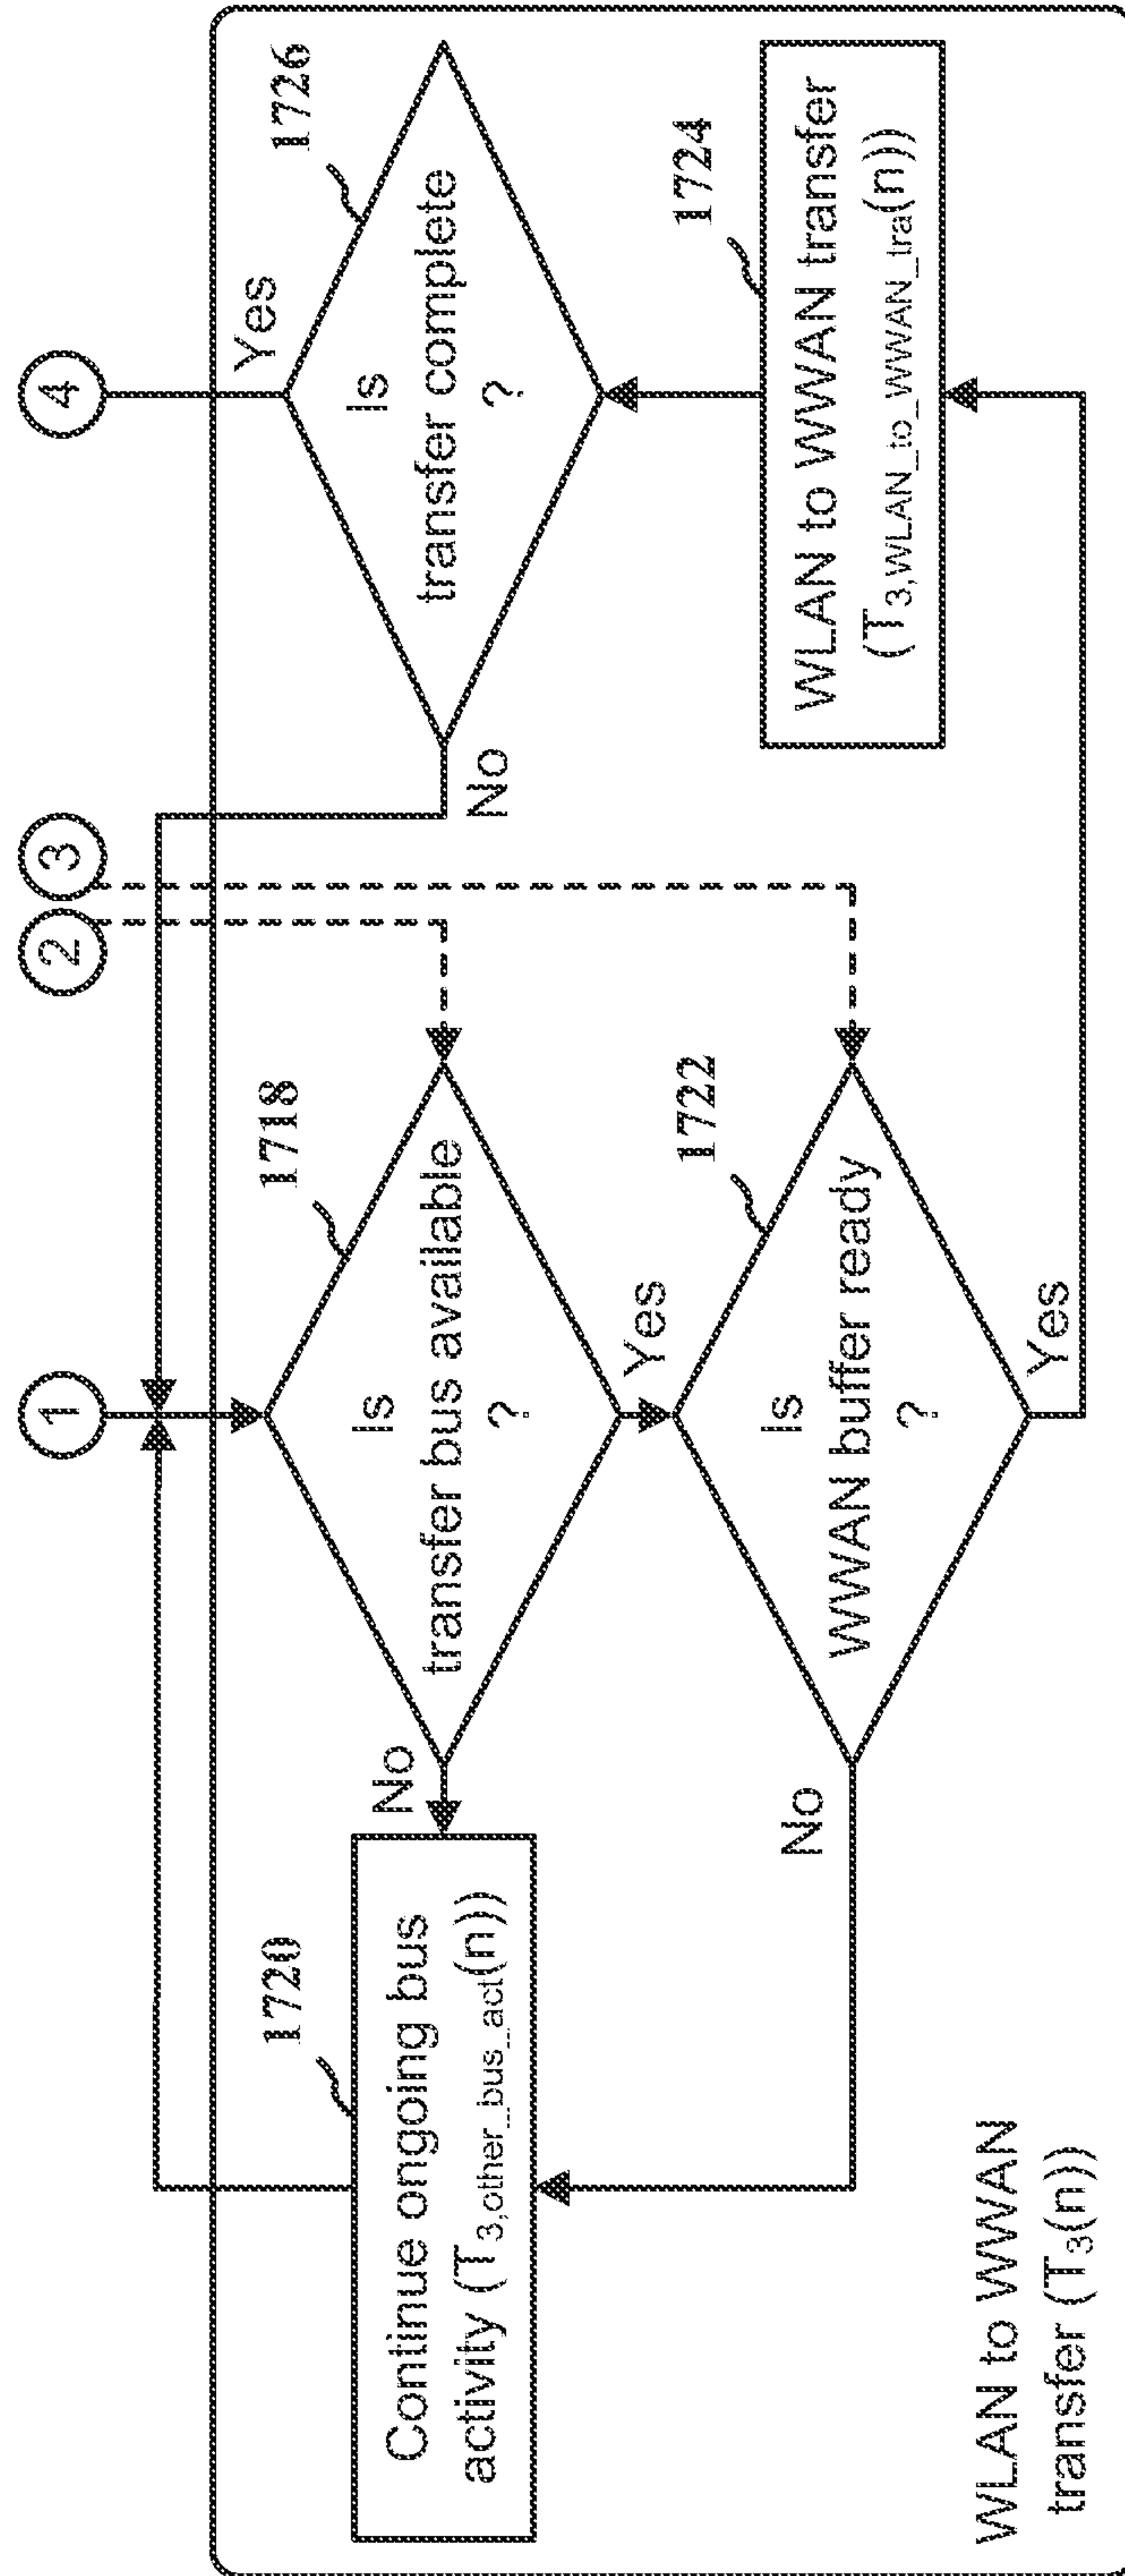 1
2
3
4
1718
Is
transfer bus available
?
No
Yes
1720
Continue ongoing bus
activity (T3,other_bus_act(n))
1722
Is
WWAN buffer ready
?
No
Yes
1724
WLAN to WWAN transfer
(T3,WLAN_to_WWAN_tra(n))
1726
Is
transfer complete
?
No
Yes
WLAN to WWAN
transfer (T3(n))